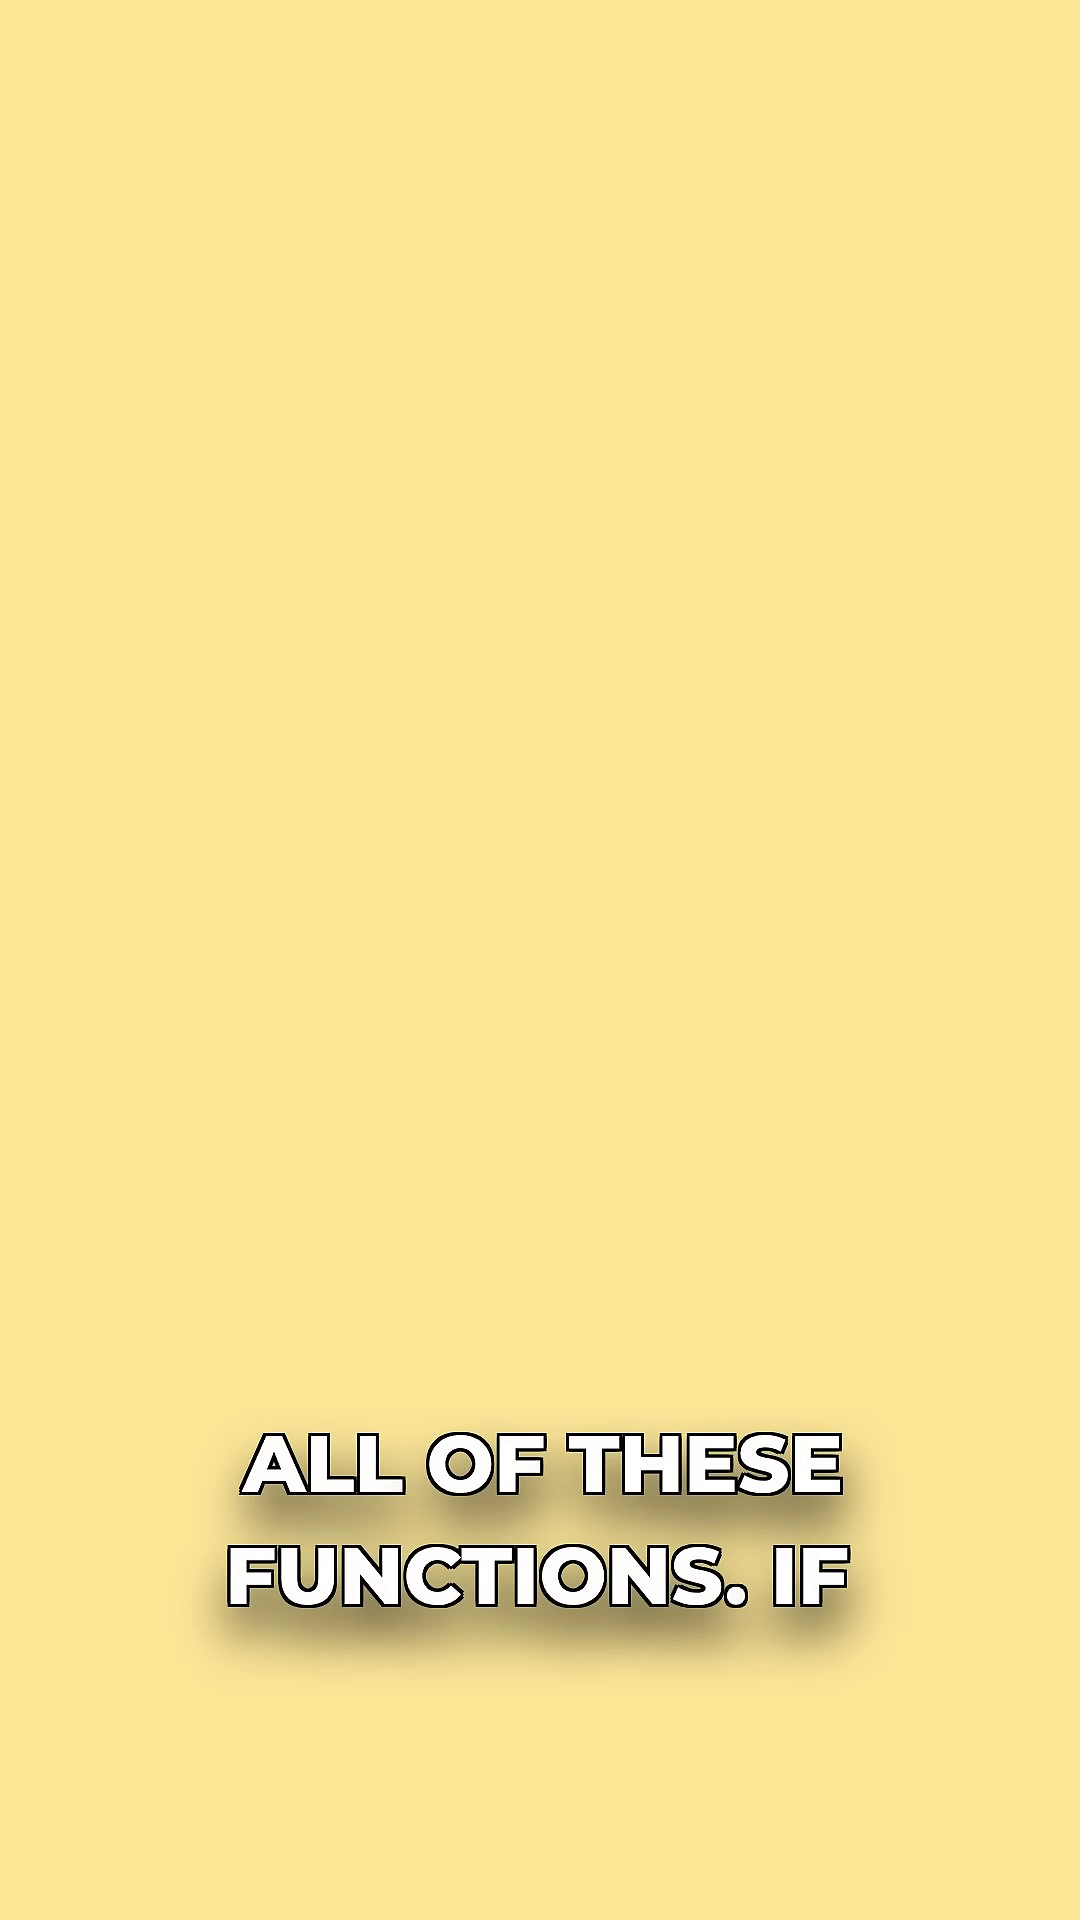 ALL OF THESE
FUNCTIONS. IF